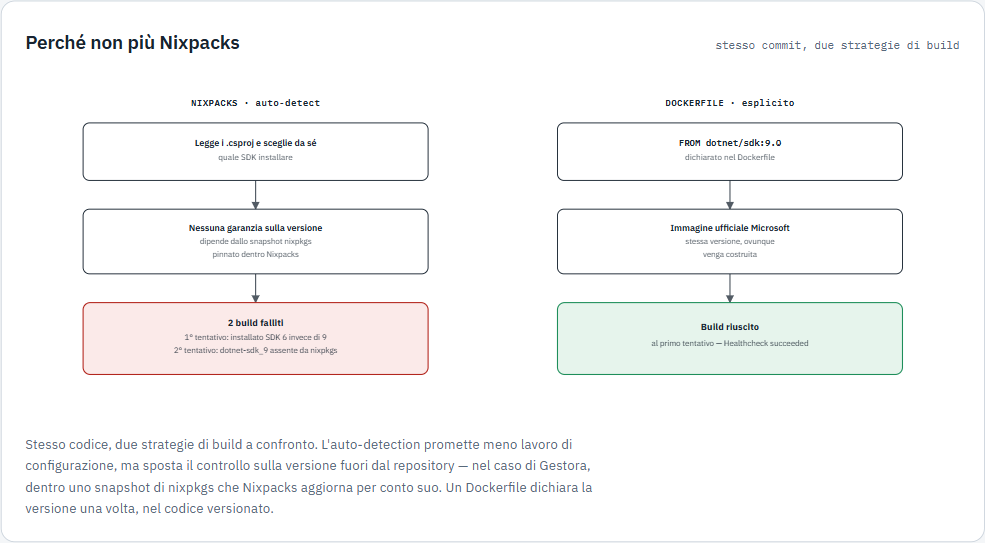 Perché non più Nixpacks
stesso commit, due strategie di build
NIXPACKS · auto-detect
Legge i .csproj e sceglie da sé
quale SDK installare
Nessuna garanzia sulla versione
dipende dallo snapshot nixpkgs
pinnato dentro Nixpacks
2 build falliti
1° tentativo: installato SDK 6 invece di 9
2° tentativo: dotnet-sdk_9 assente da nixpkgs
DOCKERFILE · esplicito
FROM dotnet/sdk:9.0
dichiarato nel Dockerfile
Immagine ufficiale Microsoft
stessa versione, ovunque
venga costruita
Build riuscito
al primo tentativo — Healthcheck succeeded
Stesso codice, due strategie di build a confronto. L'auto-detection promette meno lavoro di
configurazione, ma sposta il controllo sulla versione fuori dal repository — nel caso di Gestora,
dentro uno snapshot di nixpkgs che Nixpacks aggiorna per conto suo. Un Dockerfile dichiara la
versione una volta, nel codice versionato.